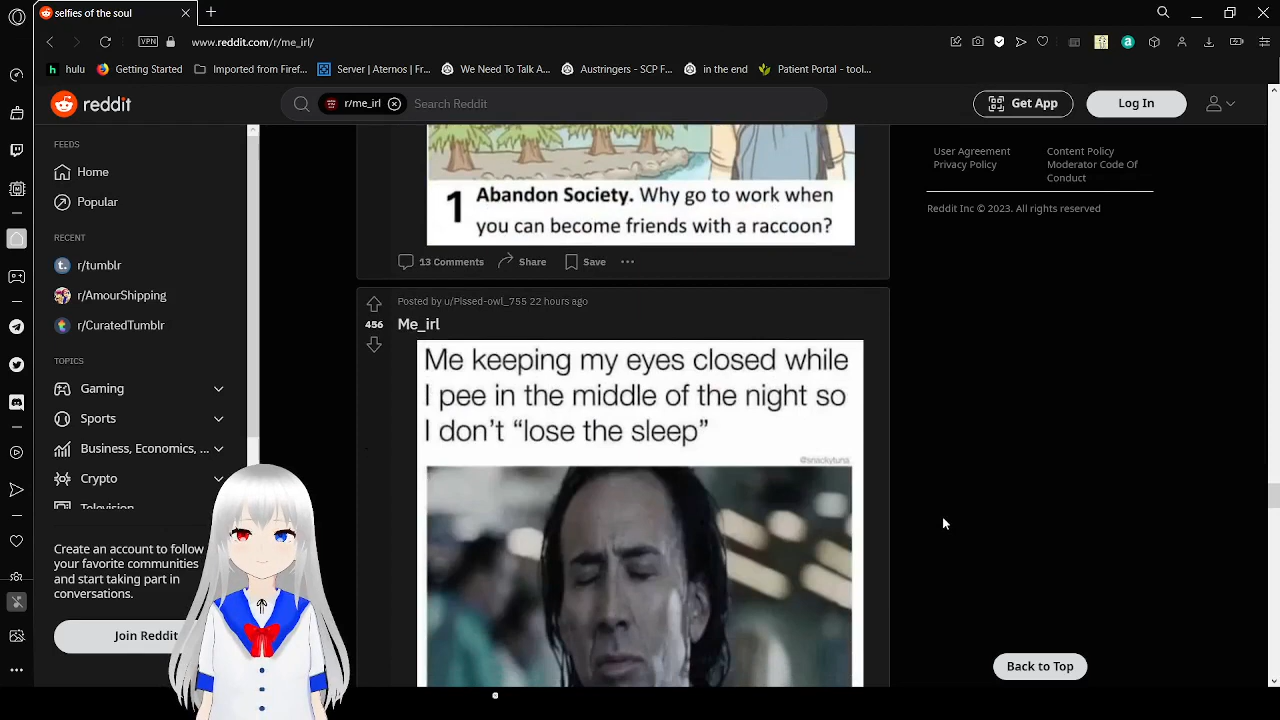 selfies of the soul
VPN
www.reddit.com/r/me_irl/
h hulu
Getting Started
Imported from Firef...
Server | Aternos | Fr...
We Need To Talk A...
Austringers - SCP F...
in the end
Patient Portal - tool...
reddit
r/me_irl
Search Reddit
Get App
Log In
FEEDS
Home
Popular
RECENT
r/tumblr
r/AmourShipping
r/CuratedTumblr
TOPICS
Gaming
Sports
Business, Economics, ...
Crypto
Television
Create an account to follow
your favorite communities
and start taking part in
conversations.
Join Reddit
1 Abandon Society. Why go to work when
you can become friends with a raccoon?
13 Comments
Share
Save
Posted by u/Pissed-owl_755 22 hours ago
456
Me_irl
Me keeping my eyes closed while
I pee in the middle of the night so
I don't “lose the sleep”
@snackytuna
User Agreement
Content Policy
Privacy Policy
Moderator Code Of
Conduct
Reddit Inc © 2023. All rights reserved
Back to Top